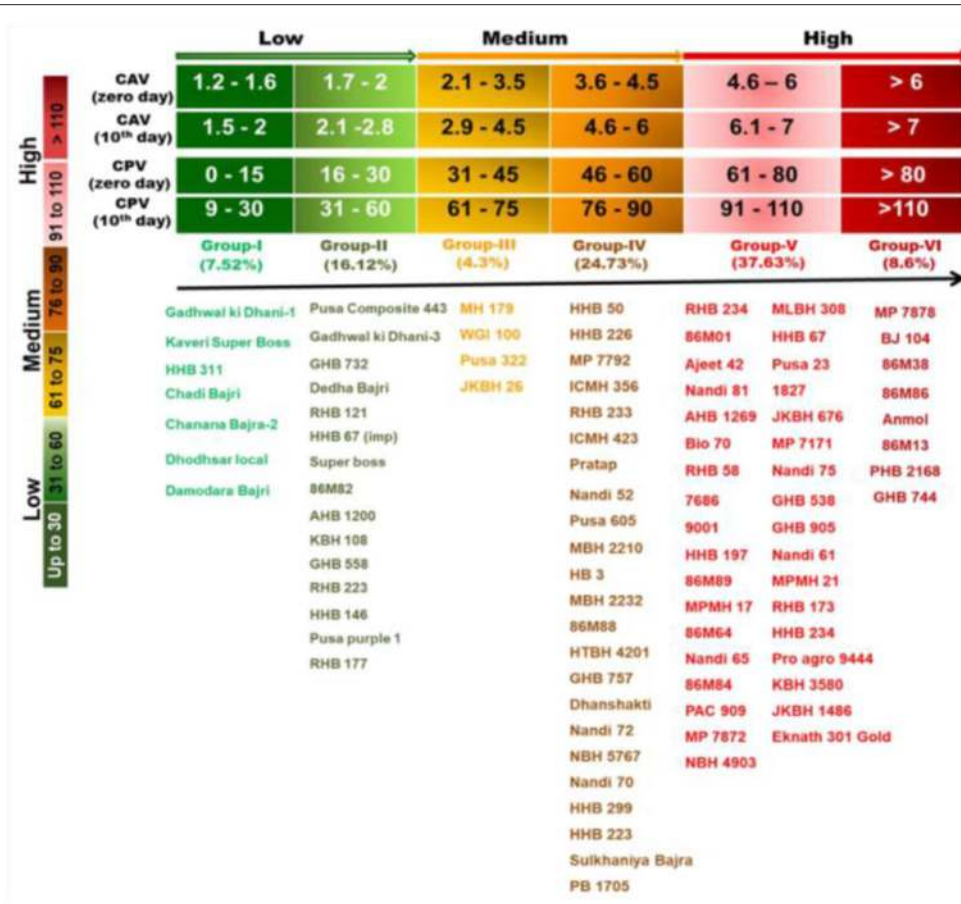 Low Medium High
CAV (zero day) 1.2 - 1.6 1.7 - 2 2.1 - 3.5 3.6 - 4.5 4.6 – 6 > 6
CAV (10th day) 1.5 - 2 2.1 -2.8 2.9 - 4.5 4.6 - 6 6.1 - 7 > 7
CPV (zero day) 0 - 15 16 - 30 31 - 45 46 - 60 61 - 80 > 80
CPV (10th day) 9 - 30 31 - 60 61 - 75 76 - 90 91 - 110 >110
High
Medium
Low
> 110
91 to 110
76 to 90
61 to 75
31 to 60
Up to 30
Group-I
(7.52%)
Gadhwal ki Dhani-1
Kaveri Super Boss
HHB 311
Chadi Bajri
Chanana Bajra-2
Dhodhsar local
Damodara Bajri
Group-II
(16.12%)
Pusa Composite 443
Gadhwal ki Dhani-3
GHB 732
Dedha Bajri
RHB 121
HHB 67 (imp)
Super boss
86M82
AHB 1200
KBH 108
GHB 558
RHB 223
HHB 146
Pusa purple 1
RHB 177
Group-III
(4.3%)
MH 179
WGI 100
Pusa 322
JKBH 26
Group-IV
(24.73%)
HHB 50
HHB 226
MP 7792
ICMH 356
RHB 233
ICMH 423
Pratap
Nandi 52
Pusa 605
MBH 2210
HB 3
MBH 2232
86M88
HTBH 4201
GHB 757
Dhanshakti
Nandi 72
NBH 5767
Nandi 70
HHB 299
HHB 223
Sulkhaniya Bajra
PB 1705
Group-V
(37.63%)
RHB 234
86M01
Ajeet 42
Nandi 81
AHB 1269
Bio 70
RHB 58
7686
9001
HHB 197
86M89
MPMH 17
86M64
Nandi 65
86M84
PAC 909
MP 7872
NBH 4903
MLBH 308
HHB 67
Pusa 23
1827
JKBH 676
MP 7171
Nandi 75
GHB 538
GHB 905
Nandi 61
MPMH 21
RHB 173
HHB 234
Pro agro 9444
KBH 3580
JKBH 1486
Eknath 301 Gold
Group-VI
(8.6%)
MP 7878
BJ 104
86M38
86M86
Anmol
86M13
PHB 2168
GHB 744